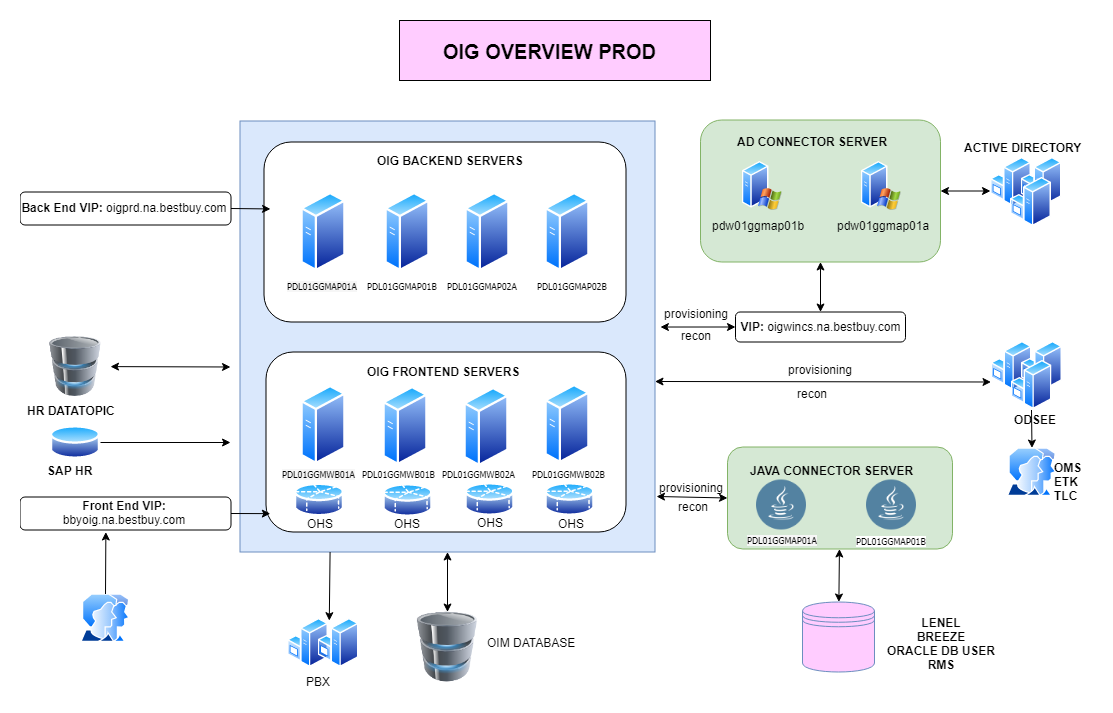 OIG OVERVIEW PROD
OIG BACKEND SERVERS
AD CONNECTOR SERVER
ACTIVE DIRECTORY
Back End VIP: oigprd.na.bestbuy.com
pdw01ggmap01b
pdw01ggmap01a
PDL01GGMAP01A
PDL01GGMAP01B
PDL01GGMAP02A
PDL01GGMAP02B
provisioning
recon
VIP: oigwincs.na.bestbuy.com
OIG FRONTEND SERVERS
provisioning
recon
HR DATATOPIC
ODSEE
SAP HR
PDL01GGMWB01A
PDL01GGMWB01B
PDL01GGMWB02A
PDL01GGMWB02B
OHS
OHS
OHS
OHS
JAVA CONNECTOR SERVER
OMS
ETK
TLC
provisioning
recon
Front End VIP:
bbyoig.na.bestbuy.com
PDL01GGMAP01A
PDL01GGMAP01B
PBX
OIM DATABASE
LENEL
BREEZE
ORACLE DB USER
RMS